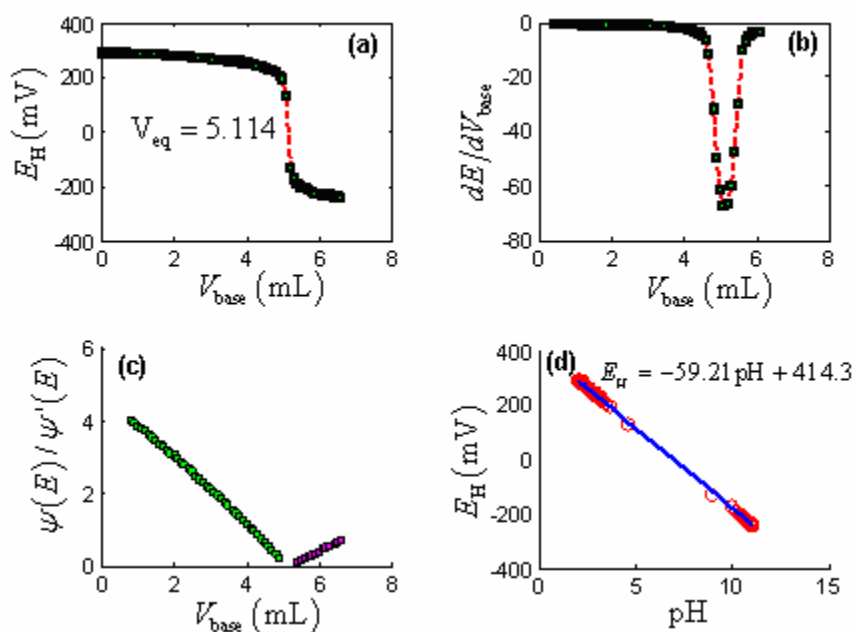 (a)
E_H (mV)
400
200
0
-200
-400
V_eq = 5.114
0 2 4 6 8
V_base (mL)
(b)
dE/dV_base
0
-20
-40
-60
-80
0 2 4 6 8
V_base (mL)
(c)
ψ(E)/ψ'(E)
6
4
2
0
0 2 4 6 8
V_base (mL)
(d)
E_H = −59.21 pH + 414.3
E_H (mV)
400
200
0
-200
-400
0 5 10 15
pH